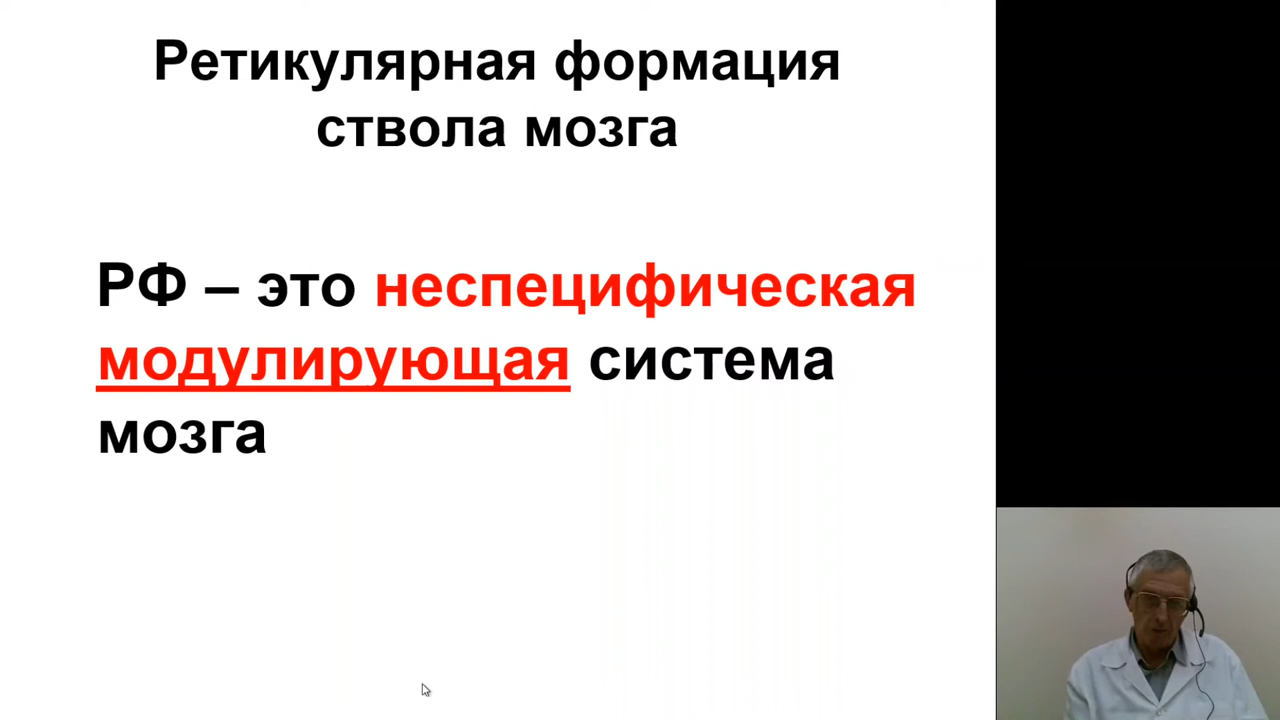 Ретикулярная формация
ствола мозга
РФ – это неспецифическая
модулирующая система
мозга